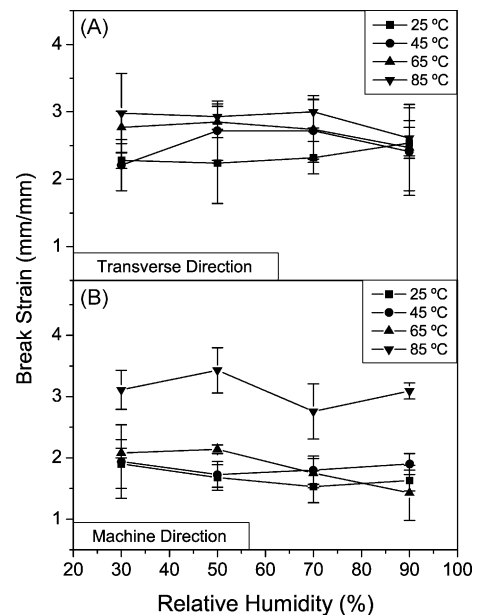 (A)
25 ºC
45 ºC
65 ºC
85 ºC
4
3
2
1
Transverse Direction
Break Strain (mm/mm)
(B)
25 ºC
45 ºC
65 ºC
85 ºC
4
3
2
1
Machine Direction
20 30 40 50 60 70 80 90 100
Relative Humidity (%)